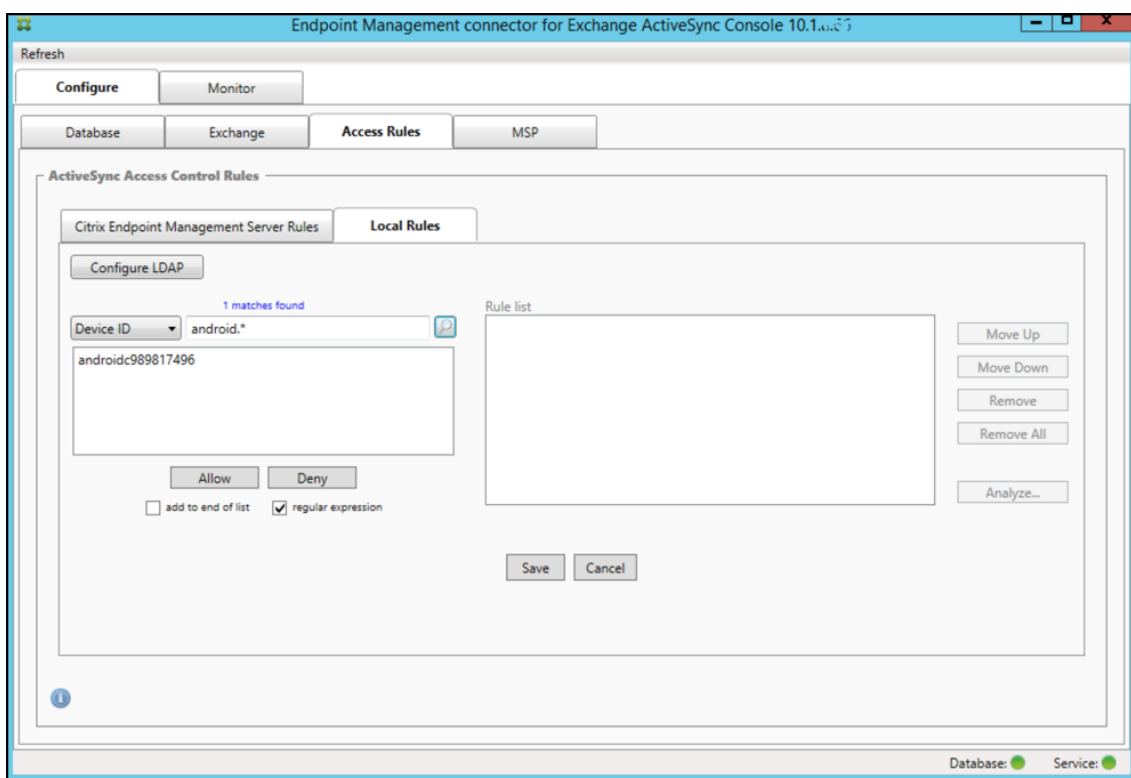 Endpoint Management connector for Exchange ActiveSync Console
Refresh
Configure Monitor
Database Exchange Access Rules MSP
ActiveSync Access Control Rules
Citrix Endpoint Management Server Rules Local Rules
Configure LDAP
1 matches found
Rule list
Device ID android.*
androidc989817496
Move Up
Move Down
Remove
Remove All
Allow Deny
Analyze...
add to end of list regular expression
Save Cancel
Database: Service: